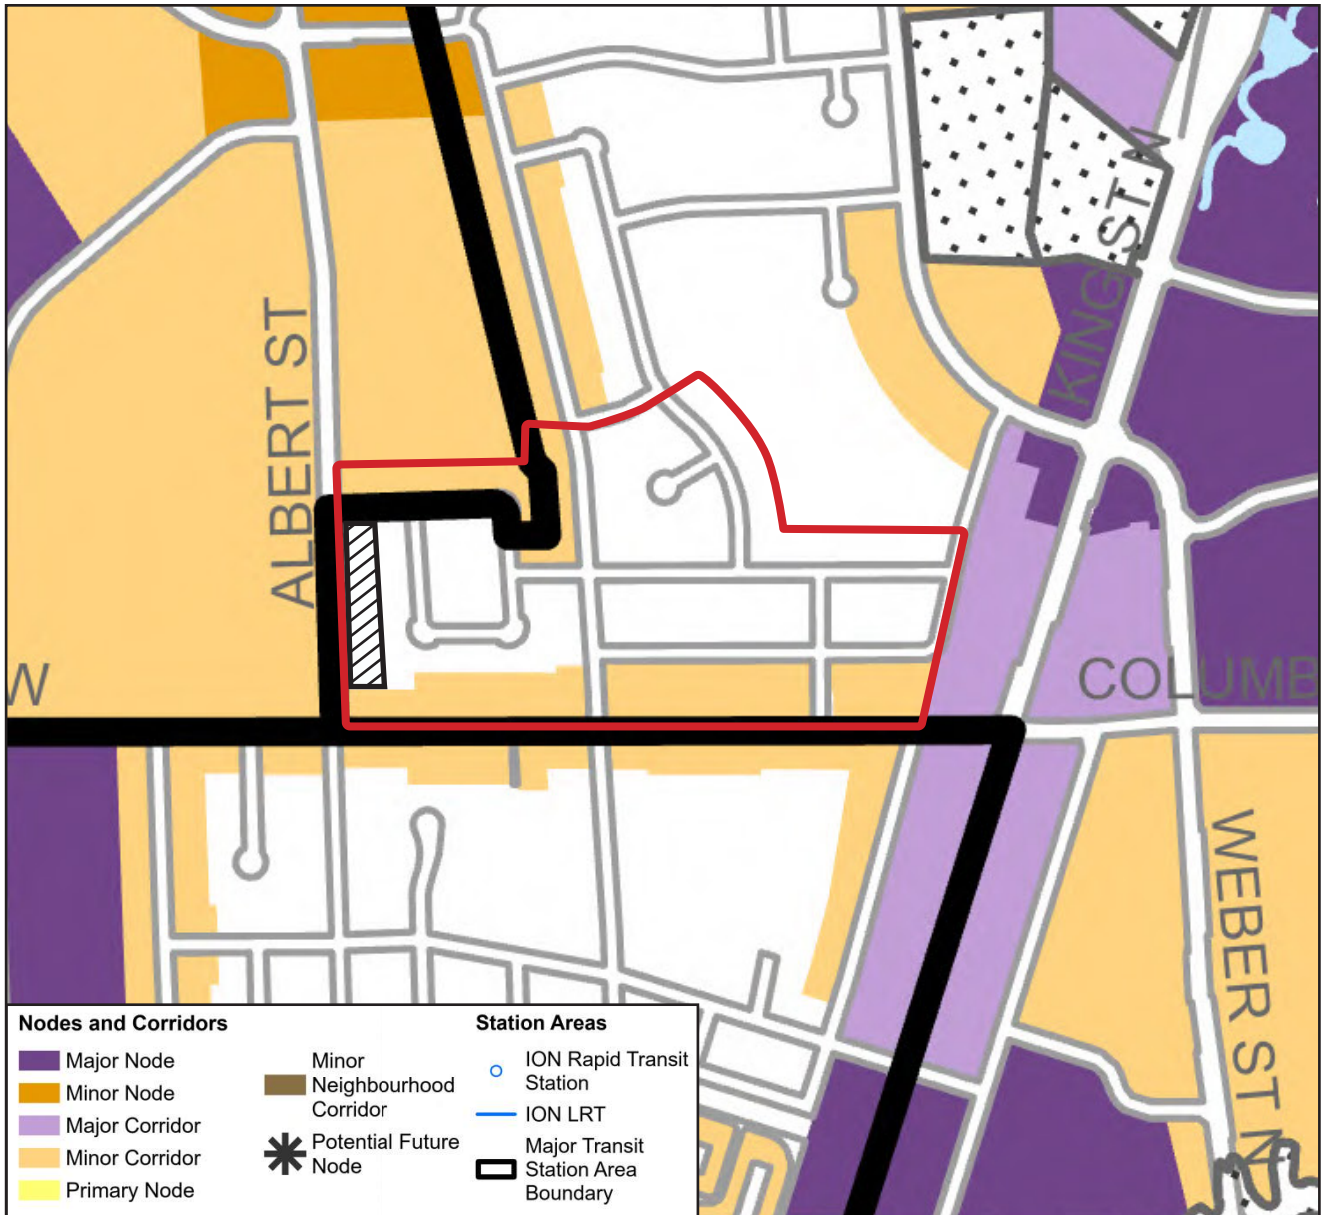 KING ST W
ALBERT ST
W
COLUMB
WEBER ST N
Nodes and Corridors
Major Node
Minor Node
Major Corridor
Minor Corridor
Primary Node
Minor
Neighbourhood
Corridor
Potential Future
Node
Station Areas
ION Rapid Transit
Station
ION LRT
Major Transit
Station Area
Boundary